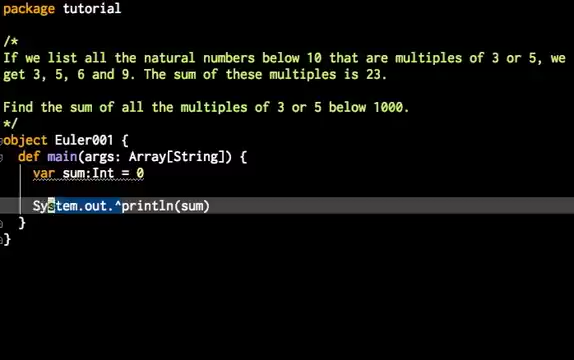 package tutorial
/*
If we list all the natural numbers below 10 that are multiples of 3 or 5, we
get 3, 5, 6 and 9. The sum of these multiples is 23.
Find the sum of all the multiples of 3 or 5 below 1000.
*/
object Euler001 {
def main(args: Array[String]) {
var sum:Int = 0
System.out.^println(sum)
}
}